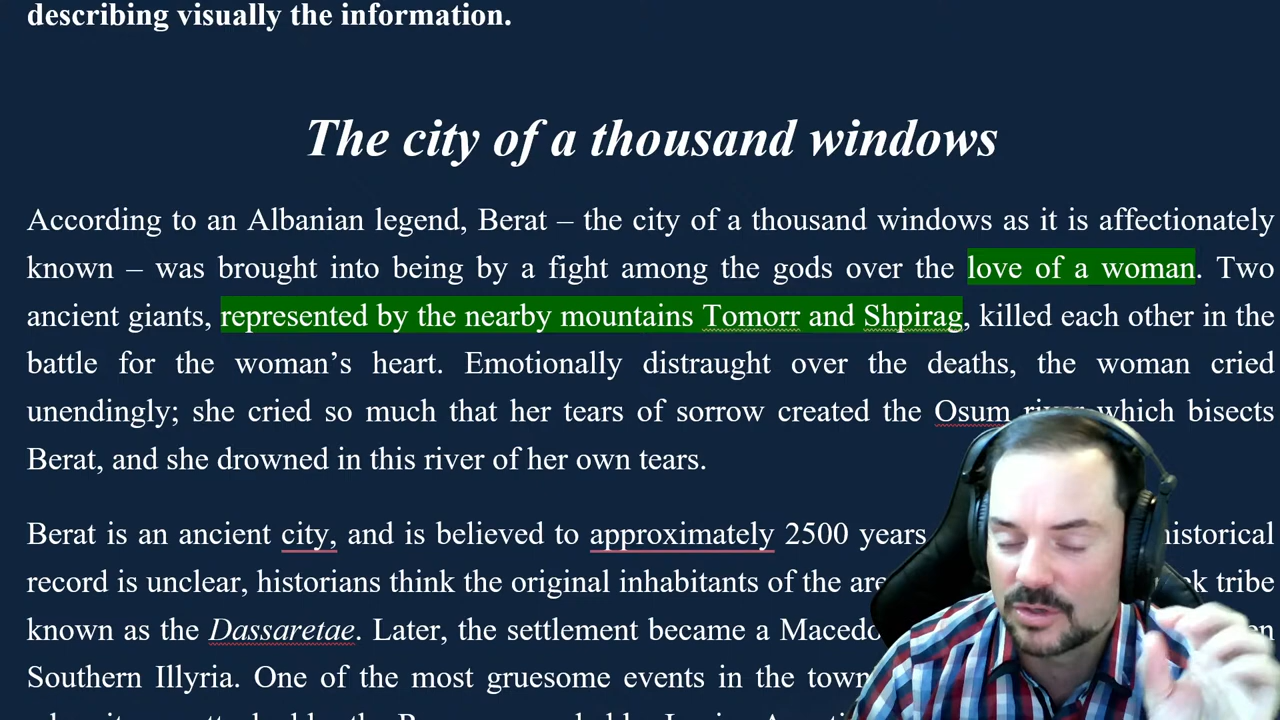 describing visually the information.
The city of a thousand windows
According to an Albanian legend, Berat – the city of a thousand windows as it is affectionately
known – was brought into being by a fight among the gods over the love of a woman. Two
ancient giants, represented by the nearby mountains Tomorr and Shpirag, killed each other in the
battle for the woman's heart. Emotionally distraught over the deaths, the woman cried
unendingly; she cried so much that her tears of sorrow created the Osum river which bisects
Berat, and she drowned in this river of her own tears.
Berat is an ancient city, and is believed to approximately 2500 years historical
record is unclear, historians think the original inhabitants of the tribe
known as the Dassaretae. Later, the settlement became a
Southern Illyria. One of the most gruesome events in the town